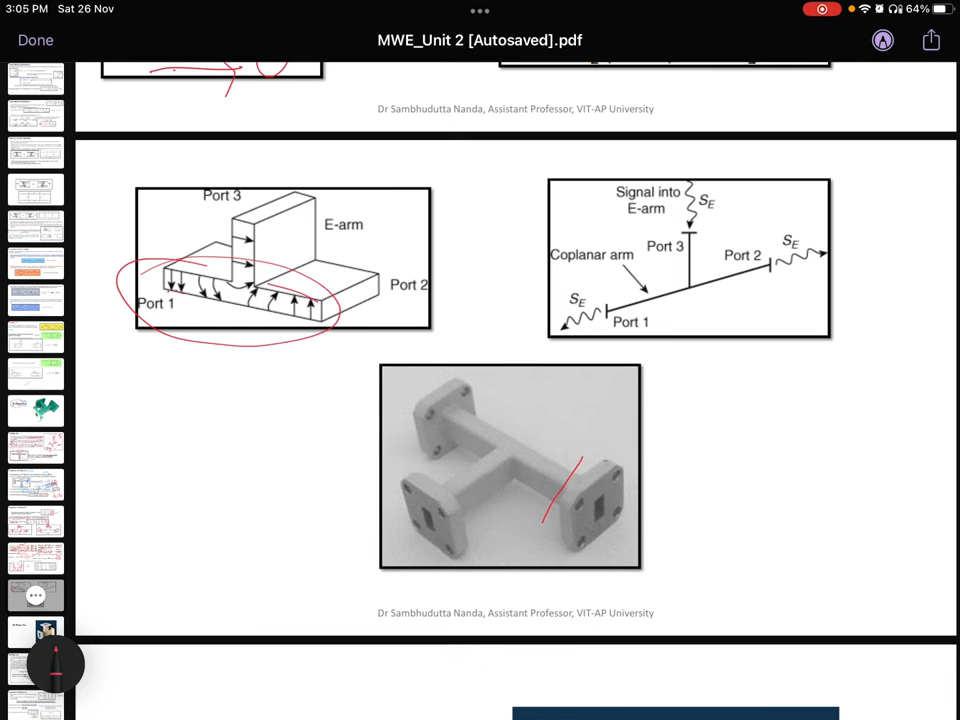 3:05 PM Sat 26 Nov
64%
Done
MWE_Unit 2 [Autosaved].pdf
Dr Sambhudutta Nanda, Assistant Professor, VIT-AP University
Port 3
E-arm
Port 2
Port 1
Signal into
E-arm
SE
Port 3
Port 2
SE
Coplanar arm
SE
Port 1
Dr Sambhudutta Nanda, Assistant Professor, VIT-AP University